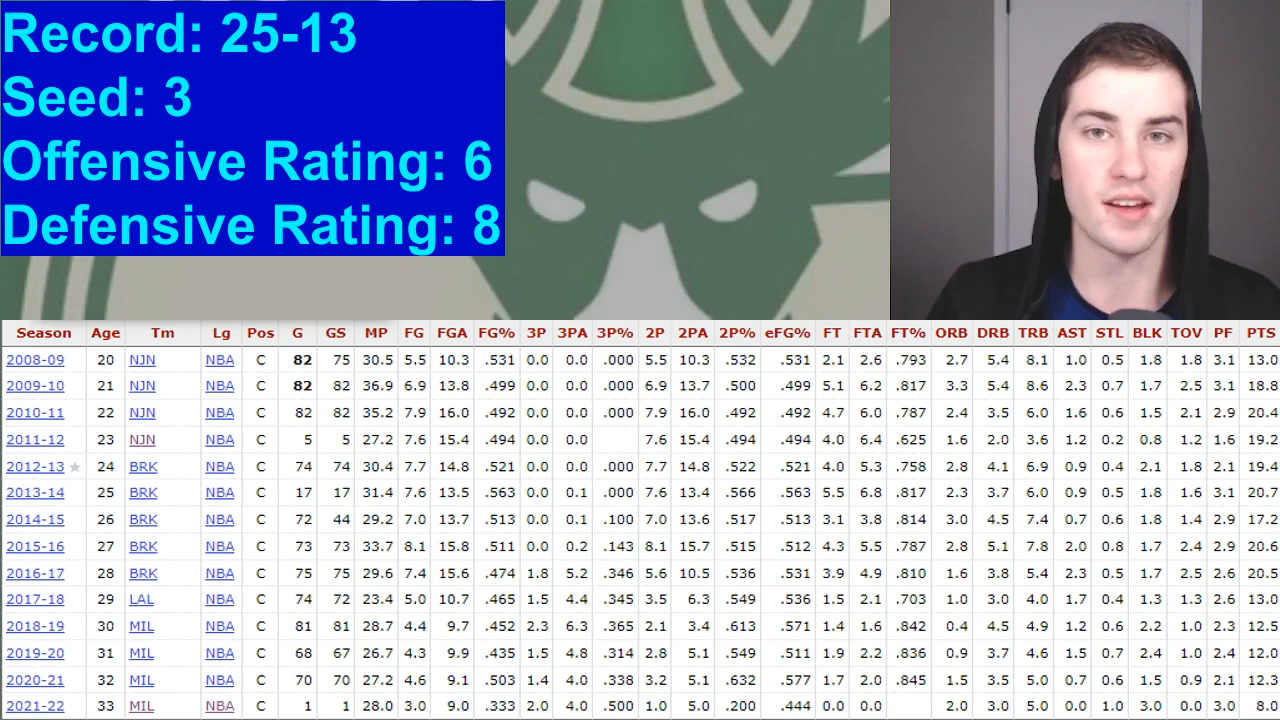 Record: 25-13
Seed: 3
Offensive Rating: 6
Defensive Rating: 8
Season Age Tm Lg Pos G GS MP FG FGA FG% 3P 3PA 3P% 2P 2PA 2P% eFG% FT FTA FT% ORB DRB TRB AST STL BLK TOV PF PTS
2008-09 20 NJN NBA C 82 75 30.5 5.5 10.3 .531 0.0 0.0 .000 5.5 10.3 .532 .531 2.1 2.6 .793 2.7 5.4 8.1 1.0 0.5 1.8 1.8 3.1 13.0
2009-10 21 NJN NBA C 82 82 36.9 6.9 13.8 .499 0.0 0.0 .000 6.9 13.7 .500 .499 5.1 6.2 .817 3.3 5.4 8.6 2.3 0.7 1.7 2.5 3.1 18.8
2010-11 22 NJN NBA C 82 82 35.2 7.9 16.0 .492 0.0 0.0 .000 7.9 16.0 .492 .492 4.7 6.0 .787 2.4 3.5 6.0 1.6 0.6 1.5 2.1 2.9 20.4
2011-12 23 NJN NBA C 5 5 27.2 7.6 15.4 .494 0.0 0.0 7.6 15.4 .494 .494 4.0 6.4 .625 1.6 2.0 3.6 1.2 0.2 0.8 1.2 1.6 19.2
2012-13 ★ 24 BRK NBA C 74 74 30.4 7.7 14.8 .521 0.0 0.0 .000 7.7 14.8 .522 .521 4.0 5.3 .758 2.8 4.1 6.9 0.9 0.4 2.1 1.8 2.1 19.4
2013-14 25 BRK NBA C 17 17 31.4 7.6 13.5 .563 0.0 0.1 .000 7.6 13.4 .566 .563 5.5 6.8 .817 2.3 3.7 6.0 0.9 0.5 1.8 1.6 3.1 20.7
2014-15 26 BRK NBA C 72 44 29.2 7.0 13.7 .513 0.0 0.1 .100 7.0 13.6 .517 .513 3.1 3.8 .814 3.0 4.5 7.4 0.7 0.6 1.8 1.4 2.9 17.2
2015-16 27 BRK NBA C 73 73 33.7 8.1 15.8 .511 0.0 0.2 .143 8.1 15.7 .515 .512 4.3 5.5 .787 2.8 5.1 7.8 2.0 0.8 1.7 2.4 2.9 20.6
2016-17 28 BRK NBA C 75 75 29.6 7.4 15.6 .474 1.8 5.2 .346 5.6 10.5 .536 .531 3.9 4.9 .810 1.6 3.8 5.4 2.3 0.5 1.7 2.5 2.6 20.5
2017-18 29 LAL NBA C 74 72 23.4 5.0 10.7 .465 1.5 4.4 .345 3.5 6.3 .549 .536 1.5 2.1 .703 1.0 3.0 4.0 1.7 0.4 1.3 1.3 2.6 13.0
2018-19 30 MIL NBA C 81 81 28.7 4.4 9.7 .452 2.3 6.3 .365 2.1 3.4 .613 .571 1.4 1.6 .842 0.4 4.5 4.9 1.2 0.6 2.2 1.0 2.3 12.5
2019-20 31 MIL NBA C 68 67 26.7 4.3 9.9 .435 1.5 4.8 .314 2.8 5.1 .549 .511 1.9 2.2 .836 0.9 3.7 4.6 1.5 0.7 2.4 1.0 2.4 12.0
2020-21 32 MIL NBA C 70 70 27.2 4.6 9.1 .503 1.4 4.0 .338 3.2 5.1 .632 .577 1.7 2.0 .845 1.5 3.5 5.0 0.7 0.6 1.5 0.9 2.1 12.3
2021-22 33 MIL NBA C 1 1 28.0 3.0 9.0 .333 2.0 4.0 .500 1.0 5.0 .200 .444 0.0 0.0 2.0 3.0 5.0 0.0 1.0 3.0 0.0 3.0 8.0